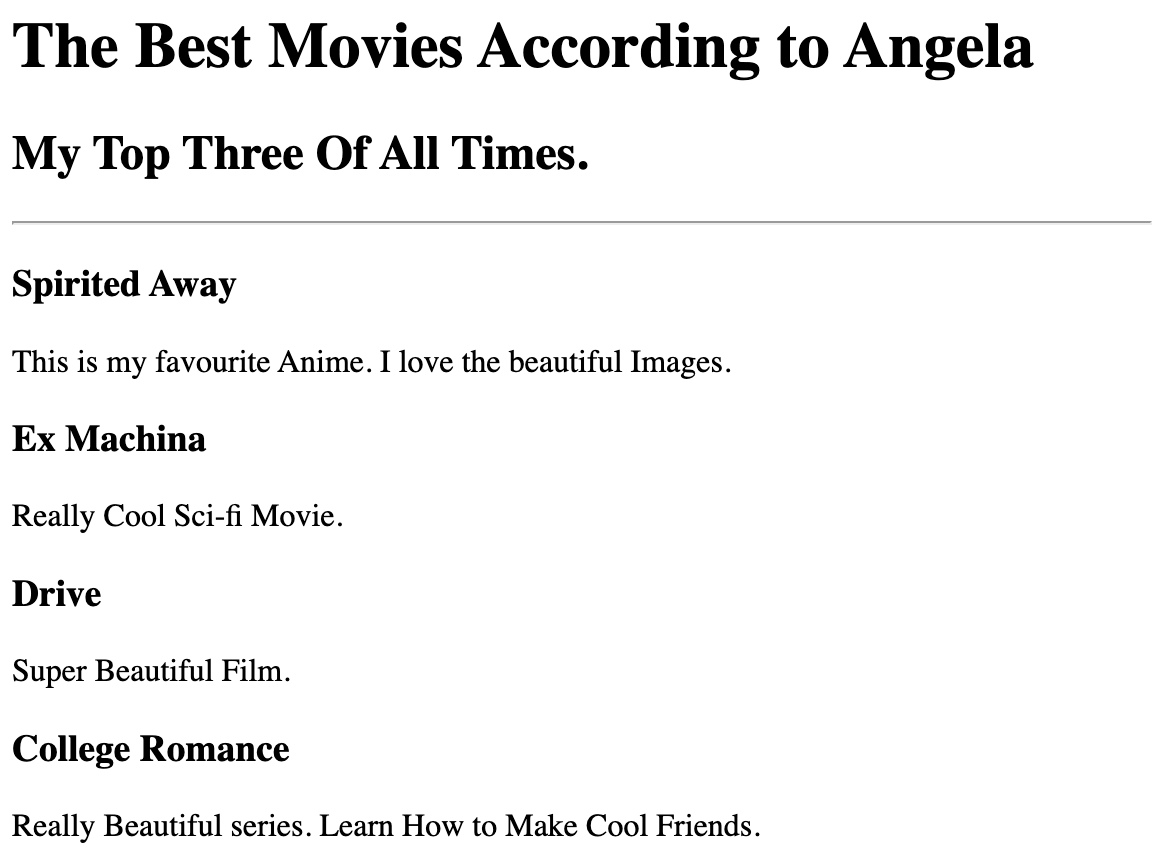 The Best Movies According to Angela
My Top Three Of All Times.
Spirited Away
This is my favourite Anime. I love the beautiful Images.
Ex Machina
Really Cool Sci-fi Movie.
Drive
Super Beautiful Film.
College Romance
Really Beautiful series. Learn How to Make Cool Friends.